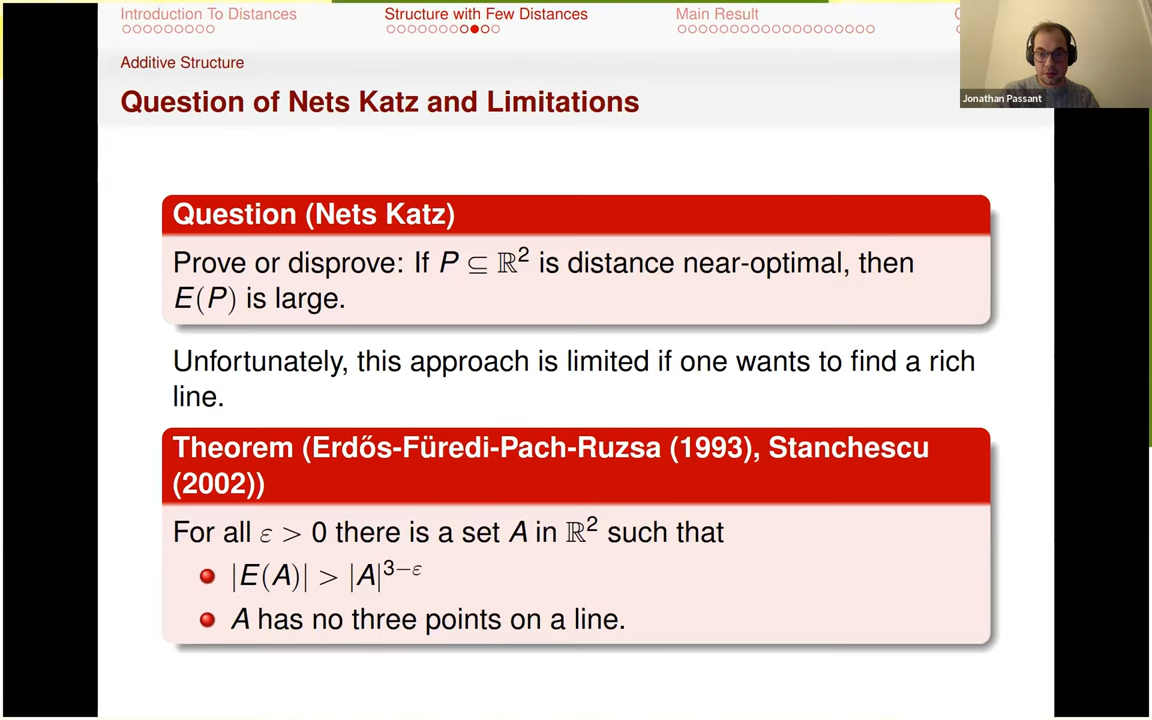 Introduction To Distances
Structure with Few Distances
Main Result
Additive Structure
Question of Nets Katz and Limitations
Jonathan Passant
Question (Nets Katz)
Prove or disprove: If P ⊆ ℝ² is distance near-optimal, then
E(P) is large.
Unfortunately, this approach is limited if one wants to find a rich
line.
Theorem (Erdős-Füredi-Pach-Ruzsa (1993), Stanchescu
(2002))
For all ε > 0 there is a set A in ℝ² such that
|E(A)| > |A|³⁻ᵋ
A has no three points on a line.